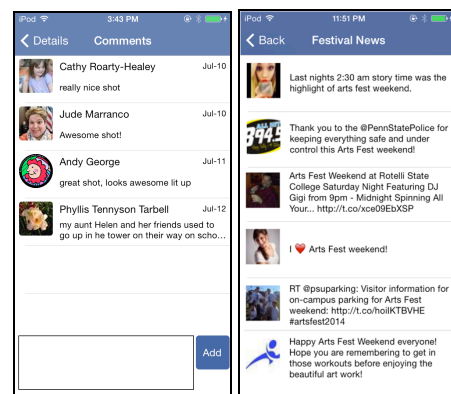 iPod 3:43 PM
Details Comments
Cathy Roarty-Healey Jul-10
really nice shot
Jude Marranco Jul-10
Awesome shot!
Andy George Jul-11
great shot, looks awesome lit up
Phyllis Tennyson Tarbell Jul-12
my aunt Helen and her friends used to
go up in he tower on their way on scho...
Add
iPod 11:51 PM
Back Festival News
Last nights 2:30 am story time was the
highlight of arts fest weekend.
894.5
Thank you to the @PennStatePolice for
keeping everything safe and under
control this Arts Fest weekend!
Arts Fest Weekend at Rotelli State
College Saturday Night Featuring DJ
Gigi from 9pm - Midnight Spinning All
Your... http://t.co/xce09EbXSP
I ❤️ Arts Fest weekend!
RT @psuparking: Visitor information for
on-campus parking for Arts Fest
weekend: http://t.co/hoilKTBVHE
#artsfest2014
Happy Arts Fest Weekend everyone!
Hope you are remembering to get in
those workouts before enjoying the
beautiful art work!